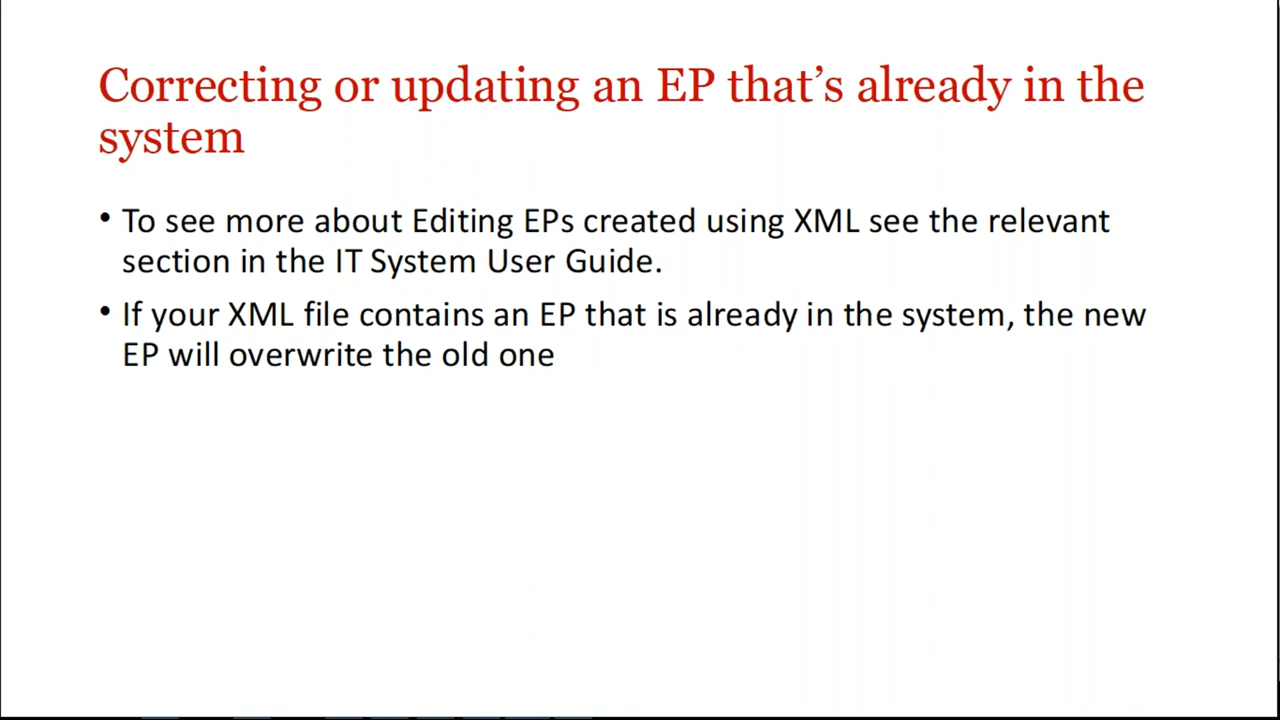 Correcting or updating an EP that’s already in the
system
• To see more about Editing EPs created using XML see the relevant
section in the IT System User Guide.
• If your XML file contains an EP that is already in the system, the new
EP will overwrite the old one